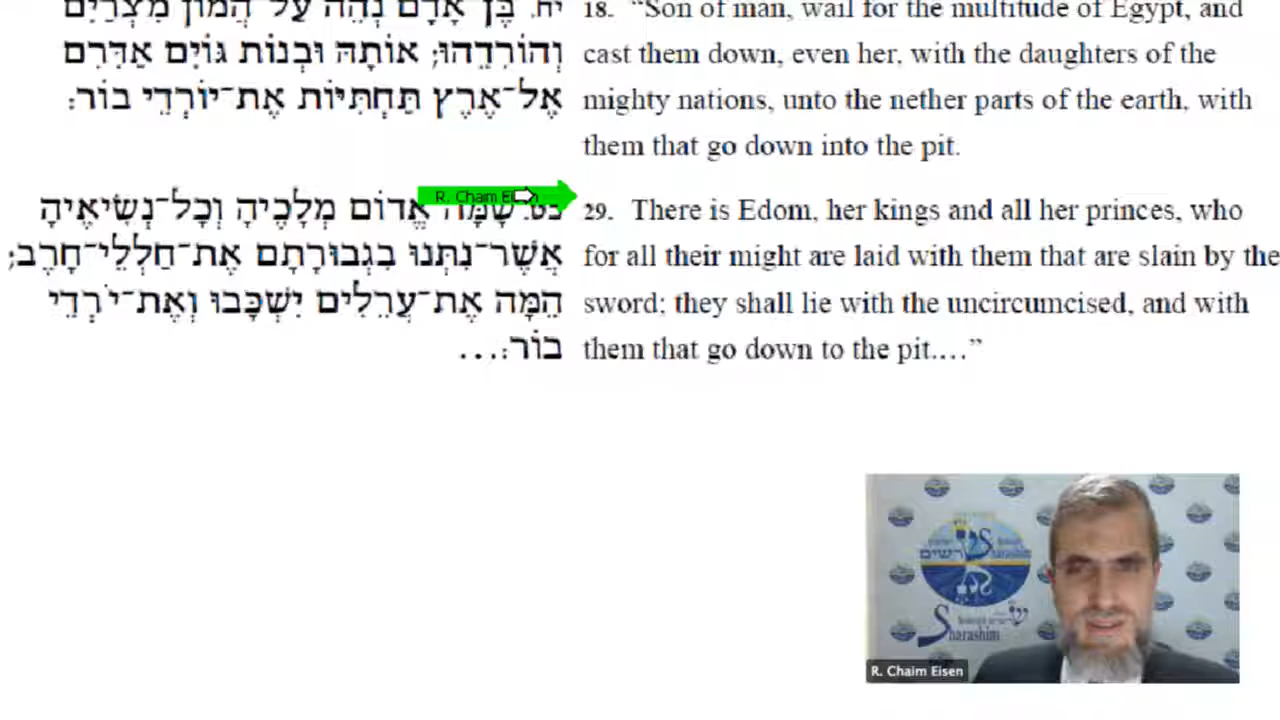 יח. בֶּן־אָדָם נְהֵה עַל־הֲמוֹן מִצְרַיִם
וְהוֹרִדֵהוּ; אוֹתָהּ וּבְנוֹת גּוֹיִם אַדִּרִם
אֶל־אֶרֶץ תַּחְתִּיּוֹת אֶת־יוֹרְדֵי בוֹר:
18. “Son of man, wail for the multitude of Egypt, and
cast them down, even her, with the daughters of the
mighty nations, unto the nether parts of the earth, with
them that go down into the pit.
כט. שָׁמָּה אֱדוֹם מְלָכֶיהָ וְכָל־נְשִׂיאֶיהָ
אֲשֶׁר־נִתְּנוּ בִגְבוּרָתָם אֶת־חַלְלֵי־חָרֶב;
הֵמָּה אֶת־עֲרֵלִים יִשְׁכָּבוּ וְאֶת־יֹרְדֵי
בוֹר:...
29. There is Edom, her kings and all her princes, who
for all their might are laid with them that are slain by the
sword; they shall lie with the uncircumcised, and with
them that go down to the pit.…”
R. Chaim
שרשים
Sharashim
R. Chaim Eisen